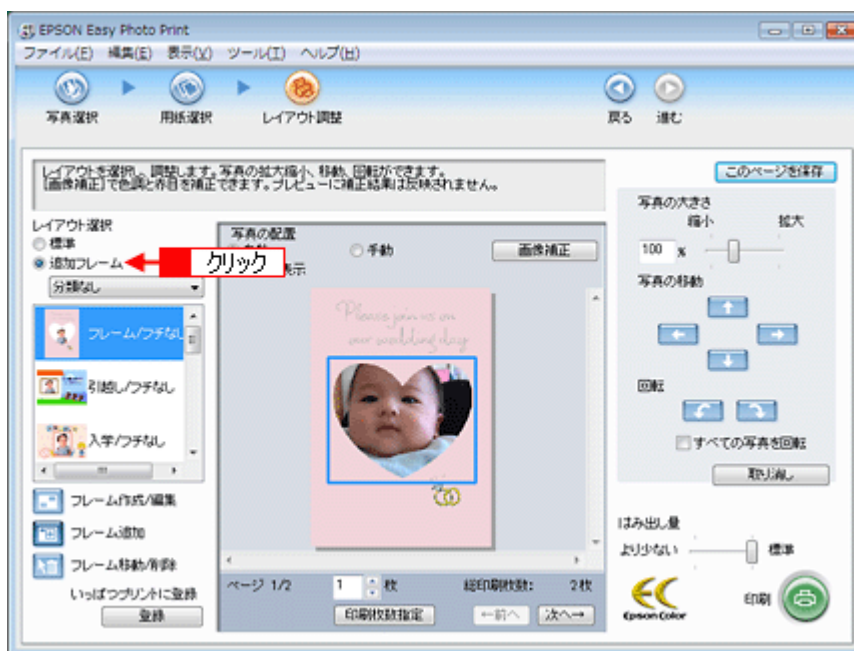 EPSON Easy Photo Print
ファイル(F) 編集(E) 表示(V) ツール(T) ヘルプ(H)
写真選択 用紙選択 レイアウト調整 戻る 進む
レイアウトを選択し、調整します。写真の拡大縮小、移動、回転ができます。
[画像補正]で色調と赤目を補正できます。プレビューに補正結果は反映されません。
このページを保存
レイアウト選択
標準
追加フレーム
クリック
分類なし
フレーム/フチなし
引越し/フチなし
入学/フチなし
フレーム作成/編集
フレーム追加
フレーム移動/削除
いっぱつプリントに登録
登録
写真の配置
手動
画像補正
表示
Please join us on
our wedding day
ページ 1/2
1 枚
総印刷枚数: 2枚
印刷枚数指定
←前へ 次へ→
写真の大きさ
縮小 拡大
100 %
写真の移動
回転
すべての写真を回転
取り消し
はみ出し量
より少ない 標準
Epson Color
印刷